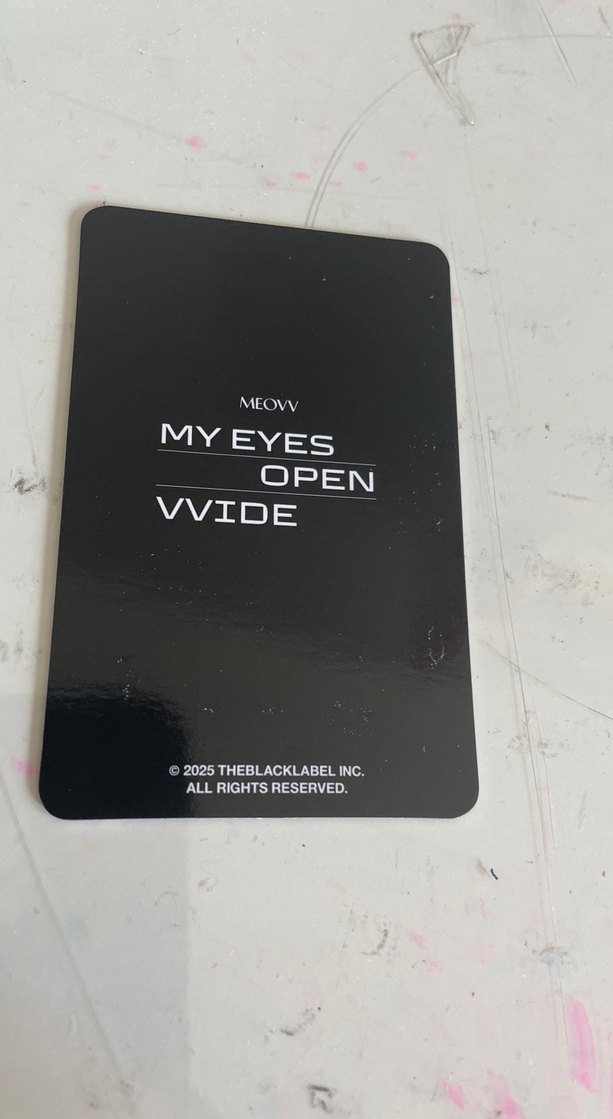 MEOVV
MY EYES
OPEN
VVIDE
© 2025 THEBLACKLABEL INC.
ALL RIGHTS RESERVED.